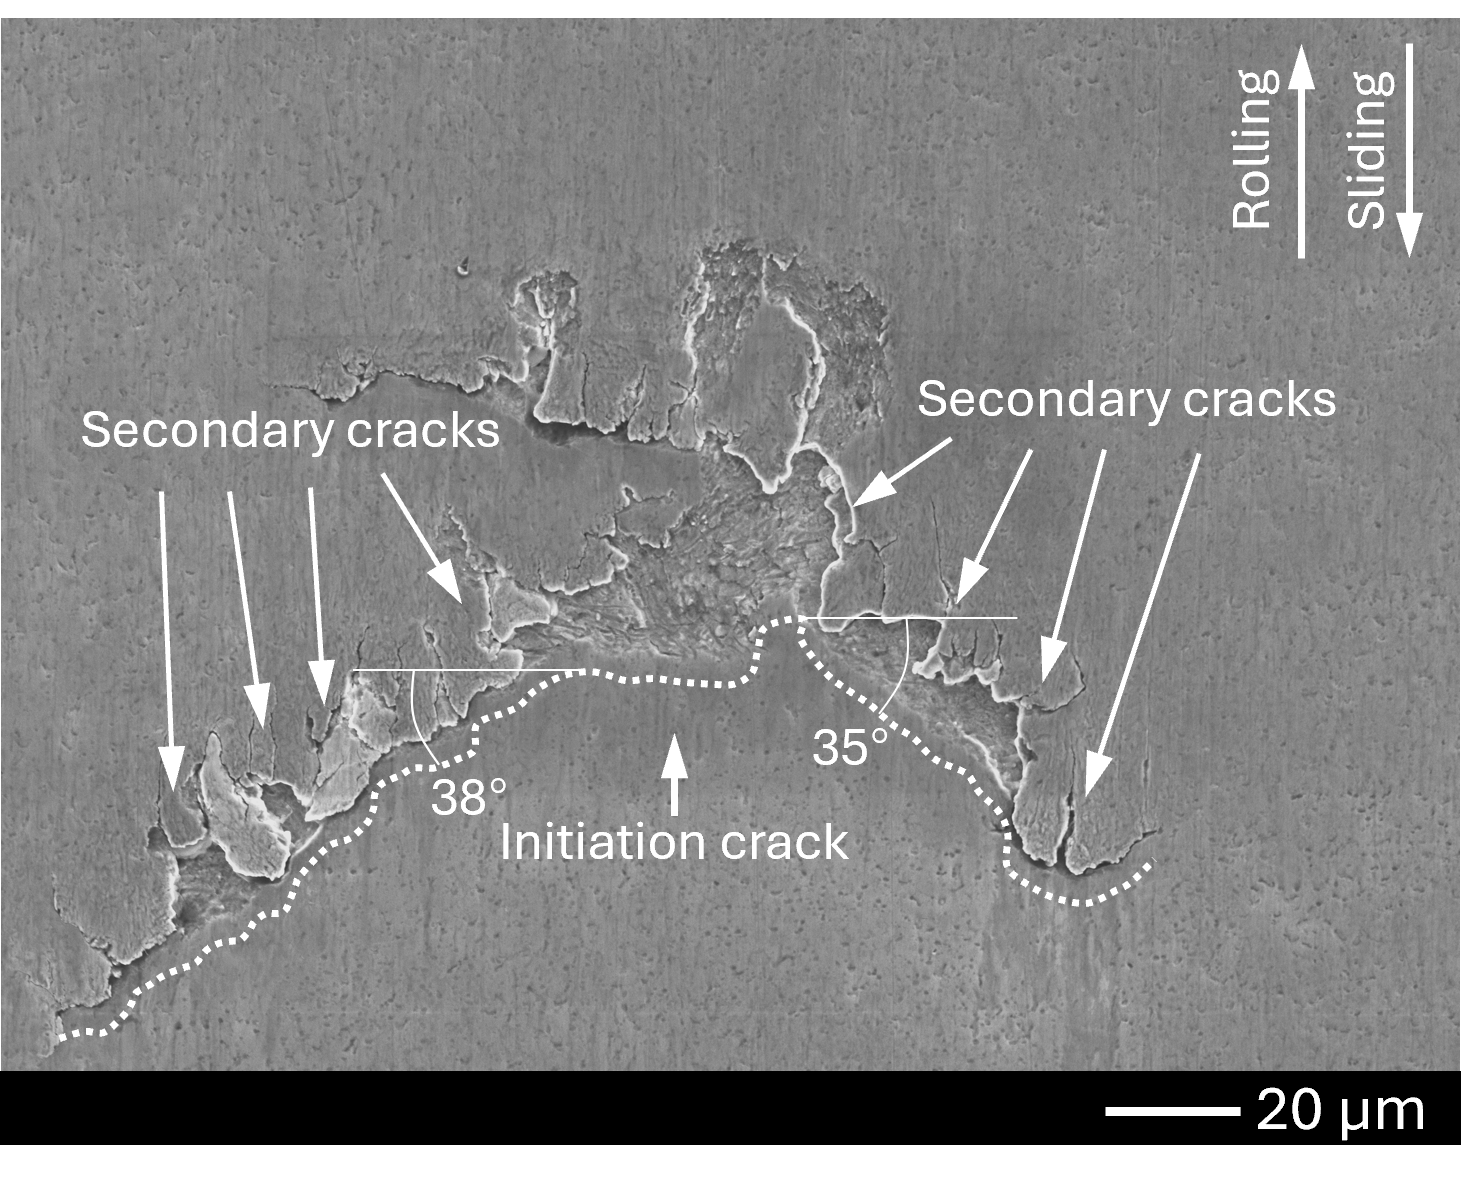 Rolling
Sliding
Secondary cracks
Secondary cracks
35°
38°
Initiation crack
20 µm